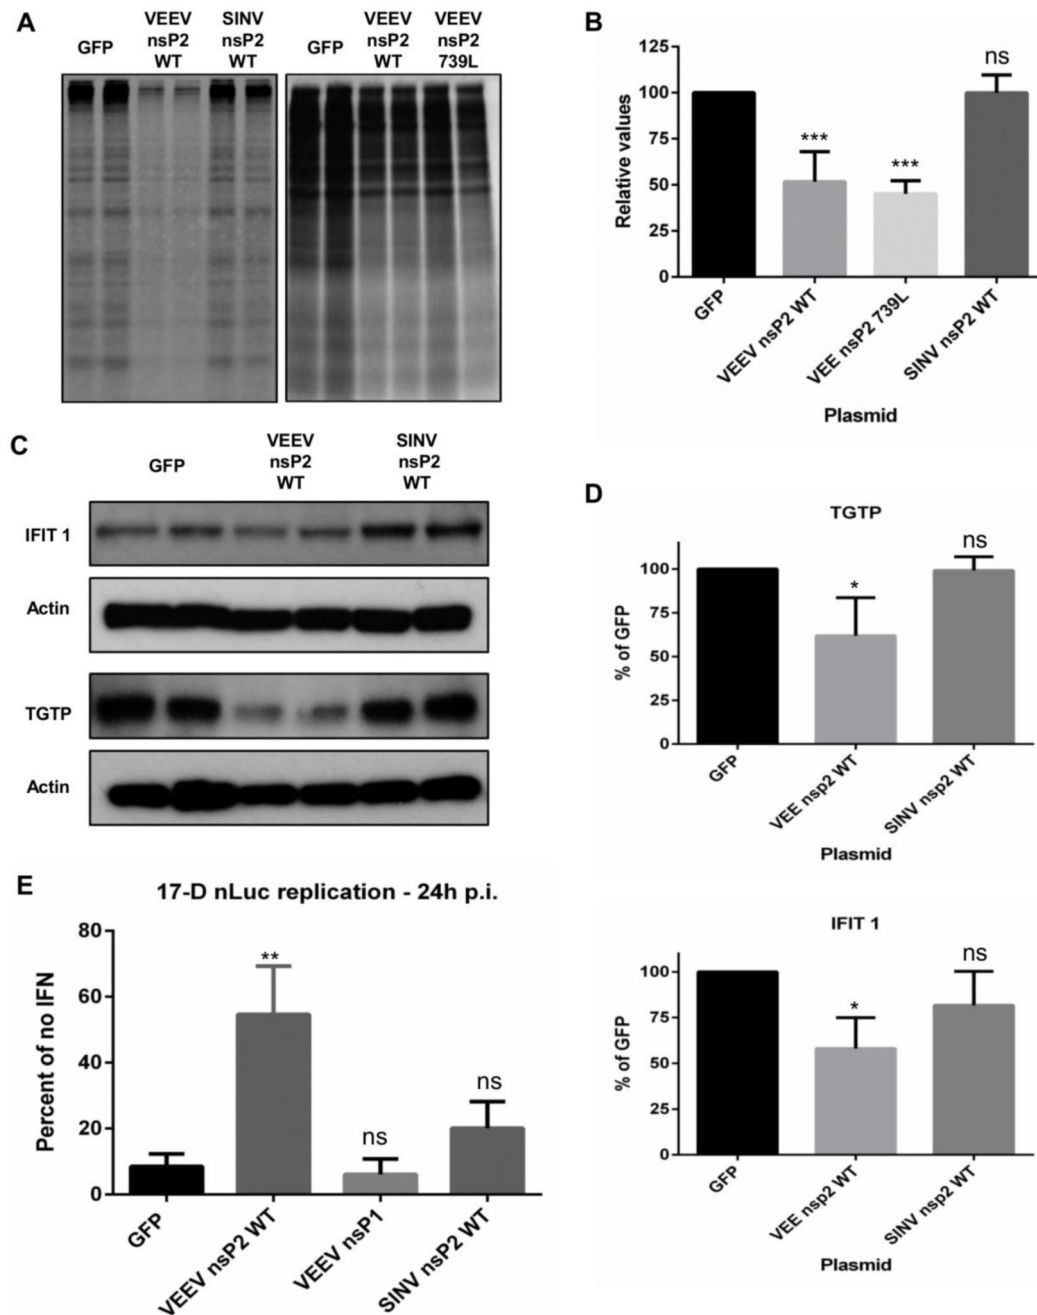 A
GFP
VEEV
nsP2
WT
SINV
nsP2
WT
GFP
VEEV
nsP2
WT
VEEV
nsP2
739L
B
125
100
75
50
25
0
Relative values
***
***
ns
GFP
VEEV nsP2 WT
VEE nsP2 739L
SINV nsP2 WT
Plasmid
C
GFP
VEEV
nsP2
WT
SINV
nsP2
WT
IFIT 1
Actin
TGTP
Actin
D
TGTP
100
75
50
25
0
% of GFP
*
ns
GFP
VEE nsp2 WT
SINV nsp2 WT
Plasmid
IFIT 1
100
75
50
25
0
% of GFP
*
ns
GFP
VEE nsp2 WT
SINV nsp2 WT
Plasmid
E
17-D nLuc replication - 24h p.i.
80
60
40
20
0
Percent of no IFN
**
ns
ns
GFP
VEEV nsP2 WT
VEEV nsP1
SINV nsP2 WT